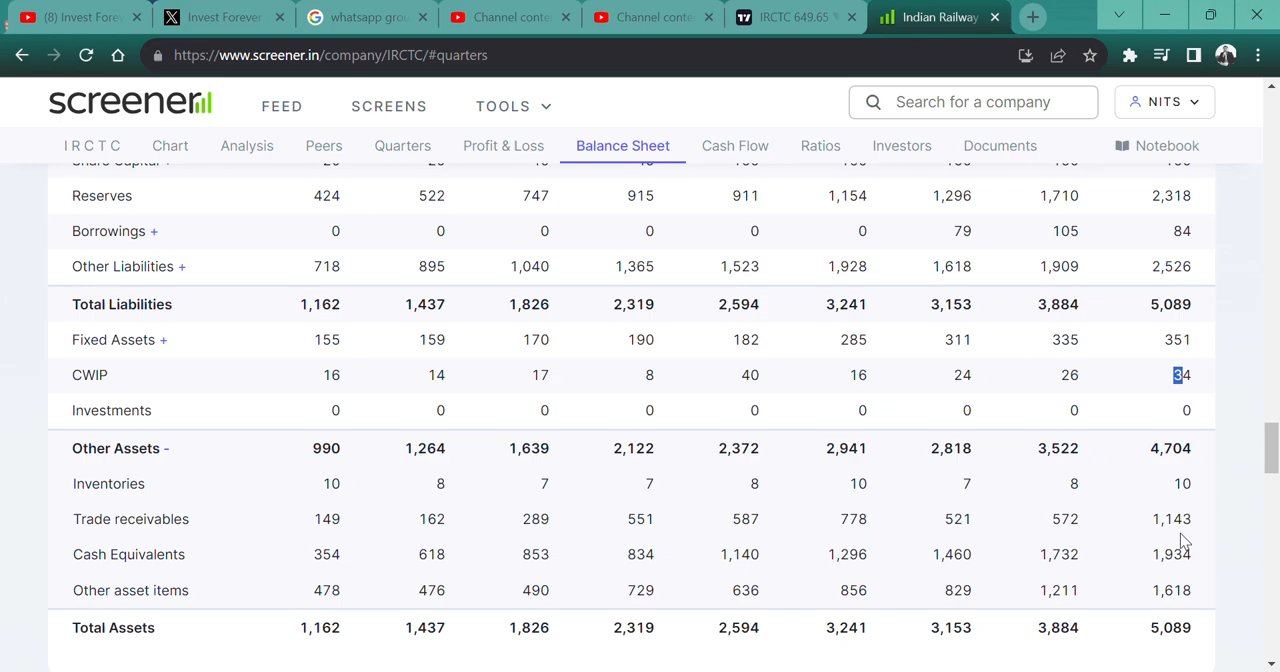 (8) Invest Fores
Invest Forever
whatsapp grou
Channel conte
Channel conte
IRCTC 649.65
Indian Railway
https://www.screener.in/company/IRCTC/#quarters
screener
FEED
SCREENS
TOOLS
Search for a company
NITS
I R C T C
Chart
Analysis
Peers
Quarters
Profit & Loss
Balance Sheet
Cash Flow
Ratios
Investors
Documents
Notebook
Reserves 424 522 747 915 911 1,154 1,296 1,710 2,318
Borrowings + 0 0 0 0 0 0 79 105 84
Other Liabilities + 718 895 1,040 1,365 1,523 1,928 1,618 1,909 2,526
Total Liabilities 1,162 1,437 1,826 2,319 2,594 3,241 3,153 3,884 5,089
Fixed Assets + 155 159 170 190 182 285 311 335 351
CWIP 16 14 17 8 40 16 24 26 34
Investments 0 0 0 0 0 0 0 0 0
Other Assets - 990 1,264 1,639 2,122 2,372 2,941 2,818 3,522 4,704
Inventories 10 8 7 7 8 10 7 8 10
Trade receivables 149 162 289 551 587 778 521 572 1,143
Cash Equivalents 354 618 853 834 1,140 1,296 1,460 1,732 1,934
Other asset items 478 476 490 729 636 856 829 1,211 1,618
Total Assets 1,162 1,437 1,826 2,319 2,594 3,241 3,153 3,884 5,089